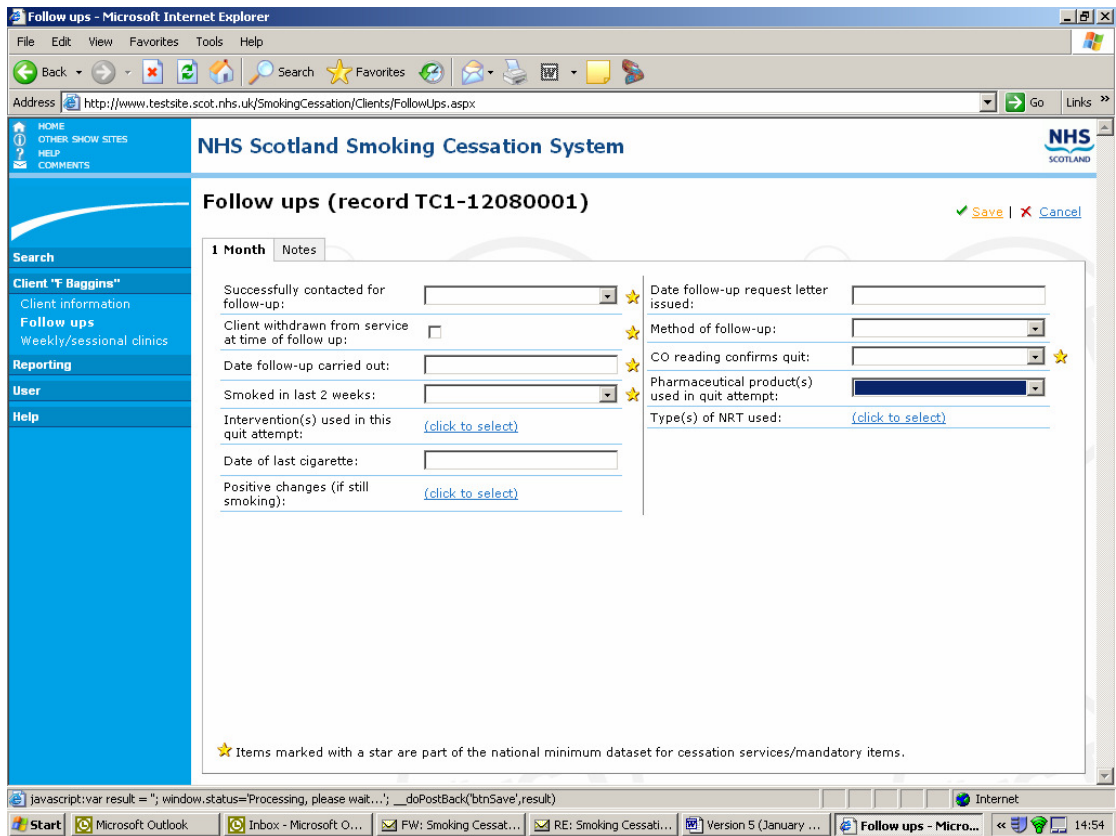 Follow ups - Microsoft Internet Explorer
File Edit View Favorites Tools Help
Back Search Favorites
Address http://www.testsite.scot.nhs.uk/SmokingCessation/Clients/FollowUps.aspx Go Links »
HOME
OTHER SHOW SITES
HELP
COMMENTS
NHS Scotland Smoking Cessation System
NHS
SCOTLAND
Follow ups (record TC1-12080001)
Save | Cancel
Search
Client "F Baggins"
Client information
Follow ups
Weekly/sessional clinics
Reporting
User
Help
1 Month Notes
Successfully contacted for
follow-up:
Client withdrawn from service
at time of follow up:
Date follow-up carried out:
Smoked in last 2 weeks:
Intervention(s) used in this
quit attempt:
(click to select)
Date of last cigarette:
Positive changes (if still
smoking):
(click to select)
Date follow-up request letter
issued:
Method of follow-up:
CO reading confirms quit:
Pharmaceutical product(s)
used in quit attempt:
Type(s) of NRT used: (click to select)
Items marked with a star are part of the national minimum dataset for cessation services/mandatory items.
javascript:var result = ''; window.status='Processing, please wait...'; __doPostBack('btnSave',result) Internet
Start Microsoft Outlook Inbox - Microsoft O... FW: Smoking Cessat... RE: Smoking Cessati... Version 5 (January ... Follow ups - Micro... « 14:54